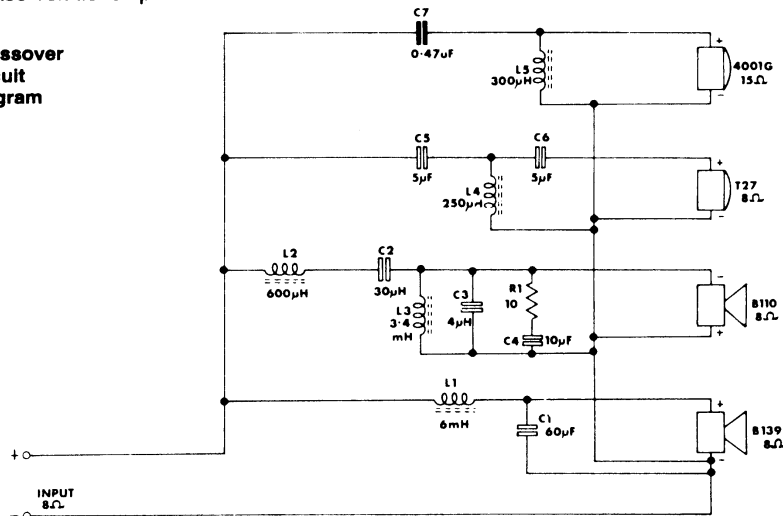 ssover
uit
gram
C7
0·47uF
L5
300µH
+
4001G
15Ω
−
C5
5µF
C6
5µF
L4
250µH
+
T27
8Ω
−
L2
600µH
C2
30µH
L3
3·4
mH
C3
4µH
R1
10
C4
10µF
−
B110
8Ω
+
L1
6mH
C1
60µF
+
B139
8Ω
−
+
INPUT
8Ω
−